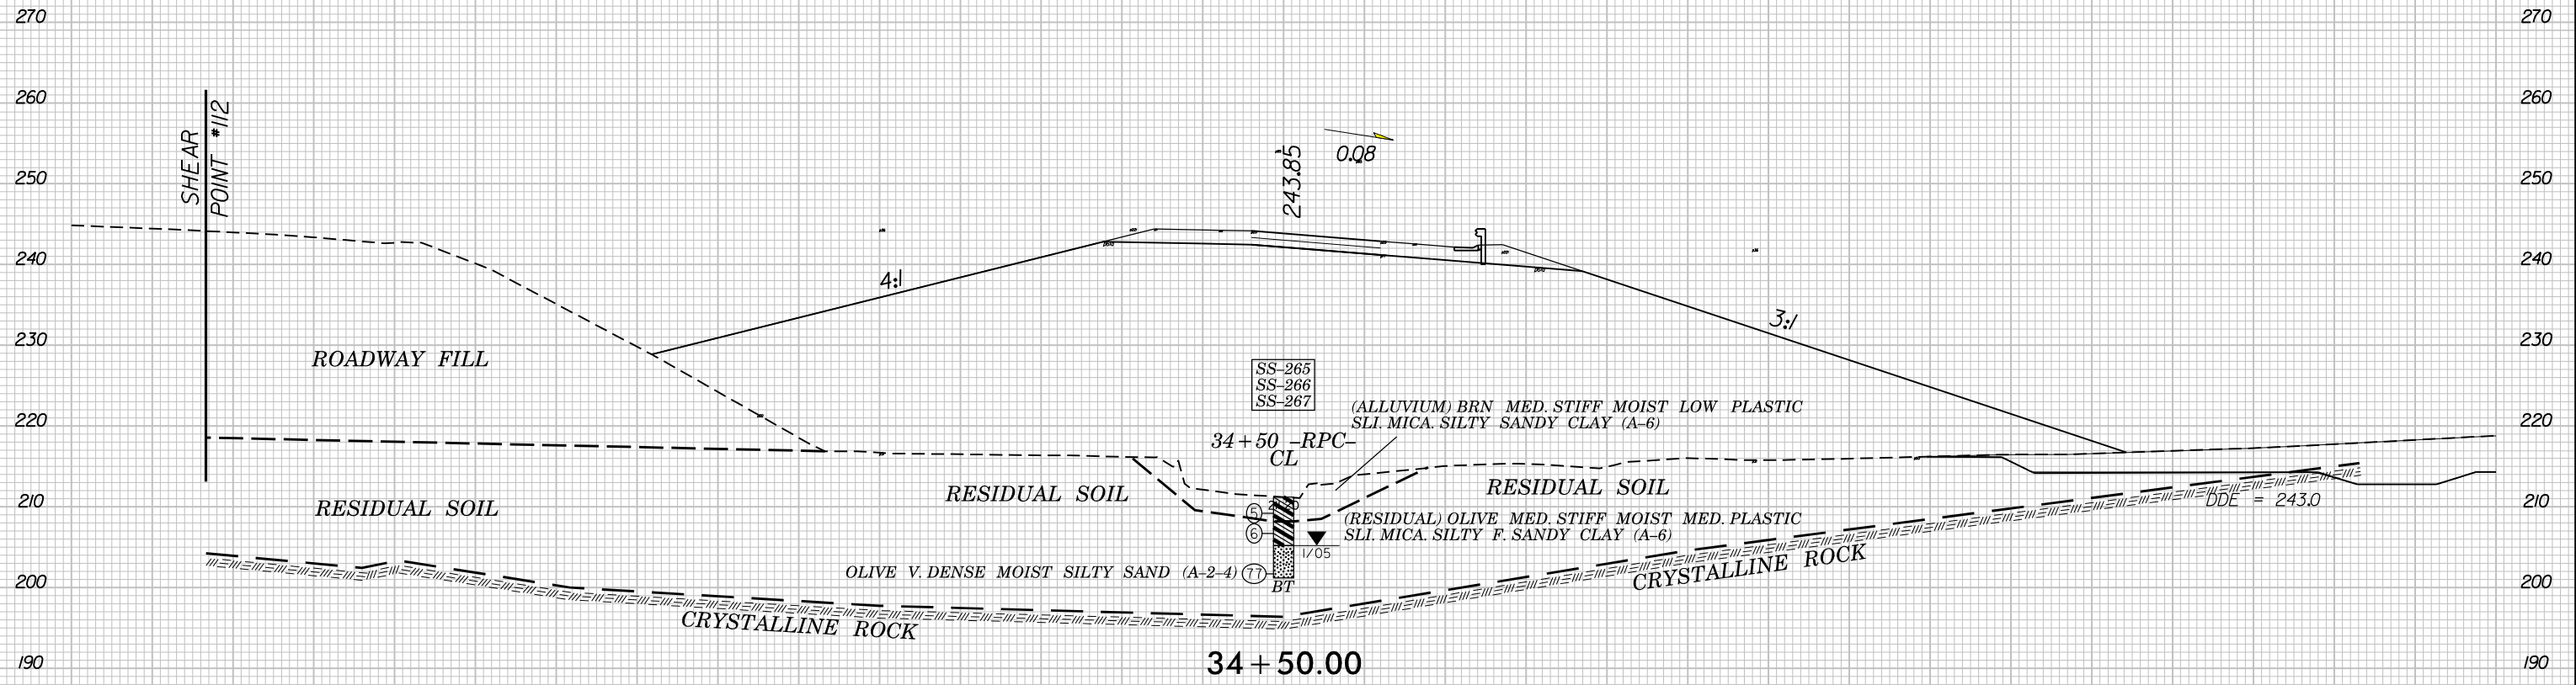 270 270
260 260
SHEAR
POINT #112
0.08
243.85
250 250
240 240
4:1
230 230
3:1
ROADWAY FILL
SS-265
SS-266
SS-267
220 220
(ALLUVIUM) BRN MED. STIFF MOIST LOW PLASTIC
SLI. MICA. SILTY SANDY CLAY (A-6)
34+50 -RPC-
CL
210 210
RESIDUAL SOIL
RESIDUAL SOIL
RESIDUAL SOIL
DDE = 243.0
5
(RESIDUAL) OLIVE MED. STIFF MOIST MED. PLASTIC
SLI. MICA. SILTY F. SANDY CLAY (A-6)
6
1/05
OLIVE V. DENSE MOIST SILTY SAND (A-2-4) 77
BT
200 200
CRYSTALLINE ROCK
CRYSTALLINE ROCK
190 190
34+50.00